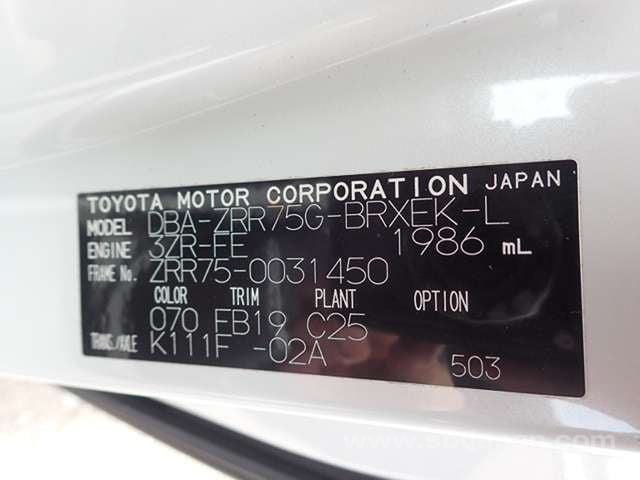 TOYOTA MOTOR CORPORATION JAPAN
MODEL DBA-ZRR75G-BRXEK-L
ENGINE 3ZR-FE 1986 mL
FRAME No. ZRR75-0031450
COLOR TRIM PLANT OPTION
070 FB19 C25
TRANS./AXLE K111F -02A
503